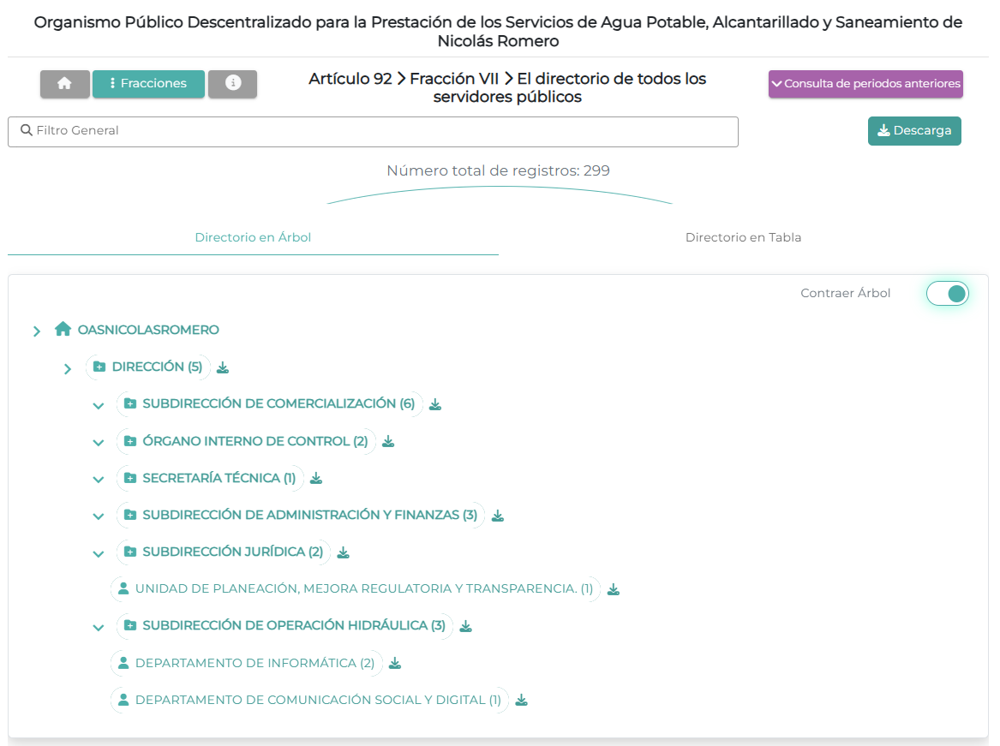 Organismo Público Descentralizado para la Prestación de los Servicios de Agua Potable, Alcantarillado y Saneamiento de
Nicolás Romero
Fracciones
Artículo 92 > Fracción VII > El directorio de todos los
servidores públicos
Consulta de periodos anteriores
Filtro General
Descarga
Número total de registros: 299
Directorio en Árbol
Directorio en Tabla
Contraer Árbol
OASNICOLASROMERO
DIRECCIÓN (5)
SUBDIRECCIÓN DE COMERCIALIZACIÓN (6)
ÓRGANO INTERNO DE CONTROL (2)
SECRETARÍA TÉCNICA (1)
SUBDIRECCIÓN DE ADMINISTRACIÓN Y FINANZAS (3)
SUBDIRECCIÓN JURÍDICA (2)
UNIDAD DE PLANEACIÓN, MEJORA REGULATORIA Y TRANSPARENCIA. (1)
SUBDIRECCIÓN DE OPERACIÓN HIDRÁULICA (3)
DEPARTAMENTO DE INFORMÁTICA (2)
DEPARTAMENTO DE COMUNICACIÓN SOCIAL Y DIGITAL (1)